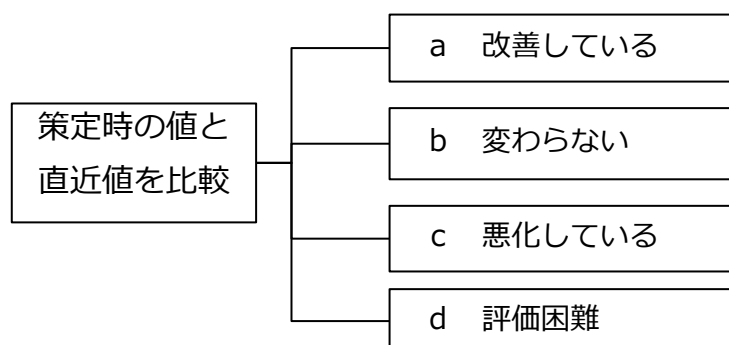 策定時の値と
直近値を比較
a 改善している
b 変わらない
c 悪化している
d 評価困難